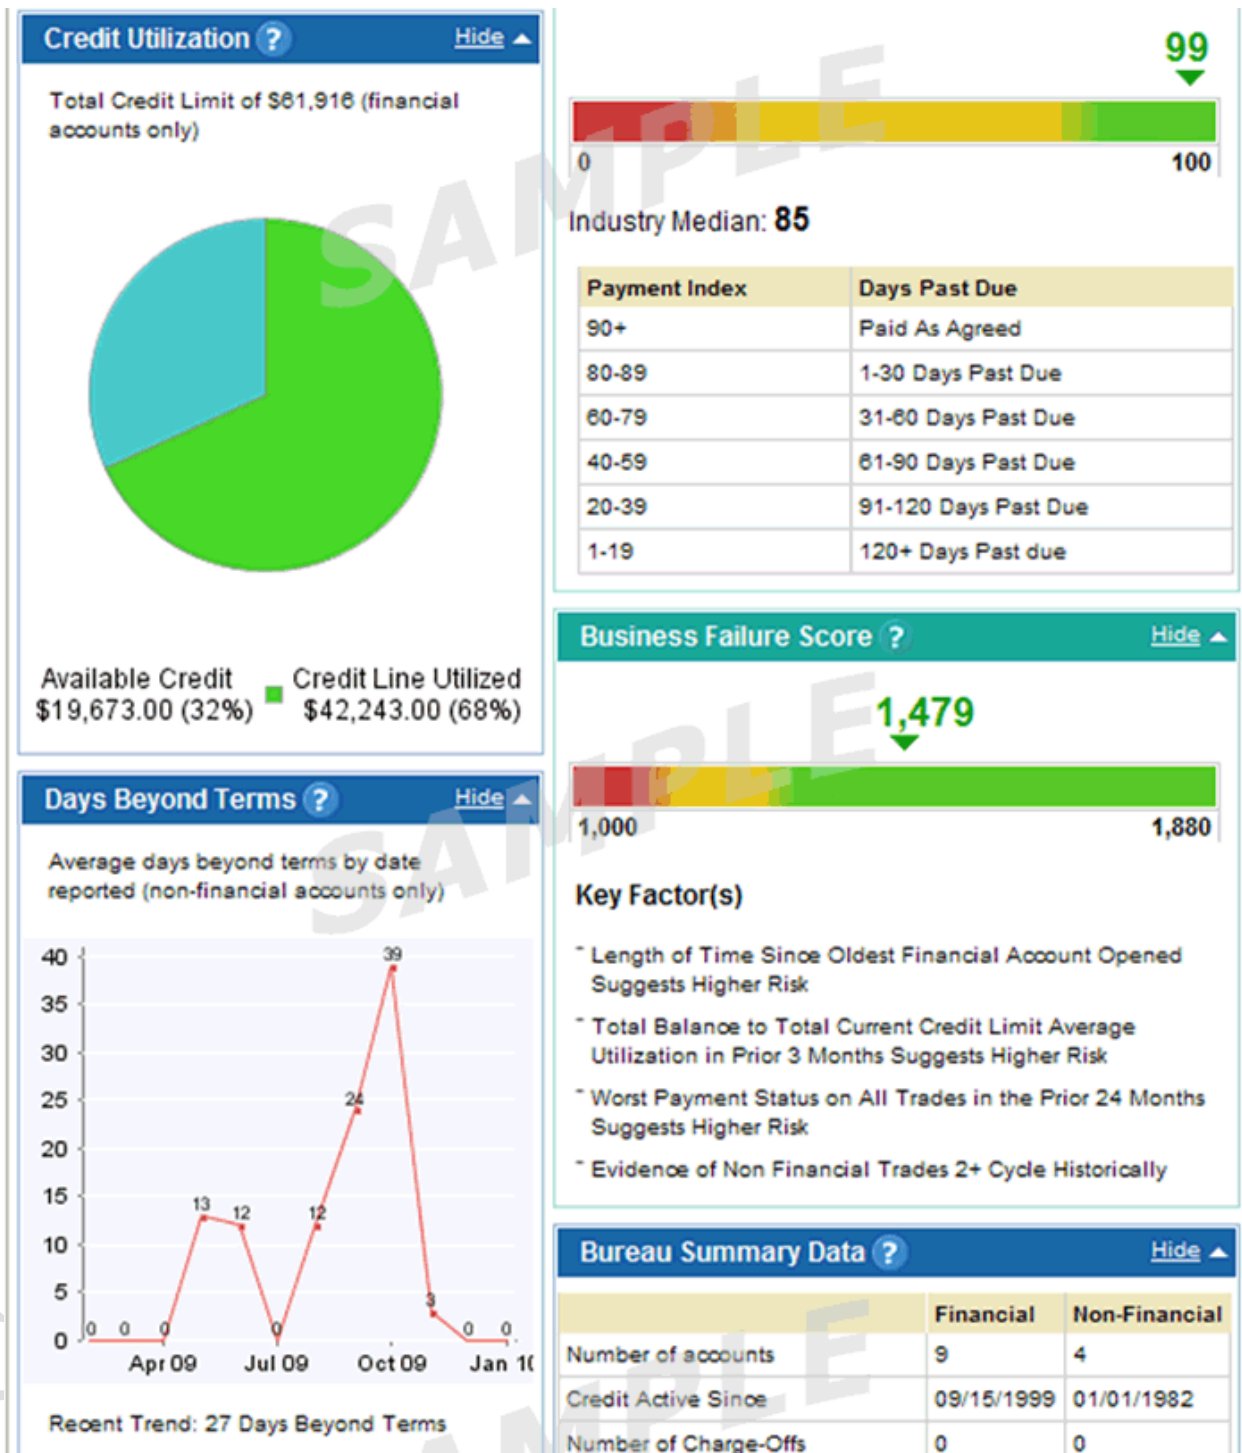 Credit Utilization ? Hide
Total Credit Limit of $61,916 (financial
accounts only)
Available Credit
$19,673.00 (32%)
Credit Line Utilized
$42,243.00 (68%)
Days Beyond Terms ? Hide
Average days beyond terms by date
reported (non-financial accounts only)
40
35
30
25
20
15
10
5
0
0 0 0 13 12 0 12 24 39 3 0 0
Apr 09 Jul 09 Oct 09 Jan 10
Recent Trend: 27 Days Beyond Terms
99
0 100
Industry Median: 85
Payment Index Days Past Due
90+ Paid As Agreed
80-89 1-30 Days Past Due
60-79 31-60 Days Past Due
40-59 61-90 Days Past Due
20-39 91-120 Days Past Due
1-19 120+ Days Past due
Business Failure Score ? Hide
1,479
1,000 1,880
Key Factor(s)
- Length of Time Since Oldest Financial Account Opened
Suggests Higher Risk
- Total Balance to Total Current Credit Limit Average
Utilization in Prior 3 Months Suggests Higher Risk
- Worst Payment Status on All Trades in the Prior 24 Months
Suggests Higher Risk
- Evidence of Non Financial Trades 2+ Cycle Historically
Bureau Summary Data ? Hide
Financial Non-Financial
Number of accounts 9 4
Credit Active Since 09/15/1999 01/01/1982
Number of Charge-Offs 0 0
SAMPLE
SAMPLE
SAMPLE